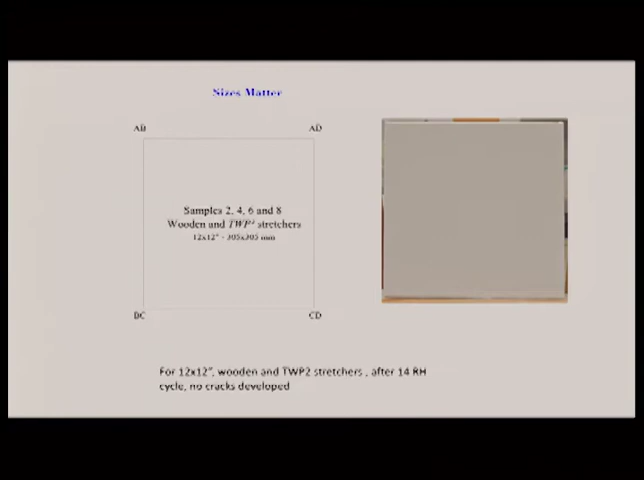 Sizes Matter
AB AD
Samples 2, 4, 6 and 8
Wooden and TWP² stretchers
12x12" - 305x305 mm
BC CD
For 12x12", wooden and TWP2 stretchers , after 14 RH
cycle, no cracks developed